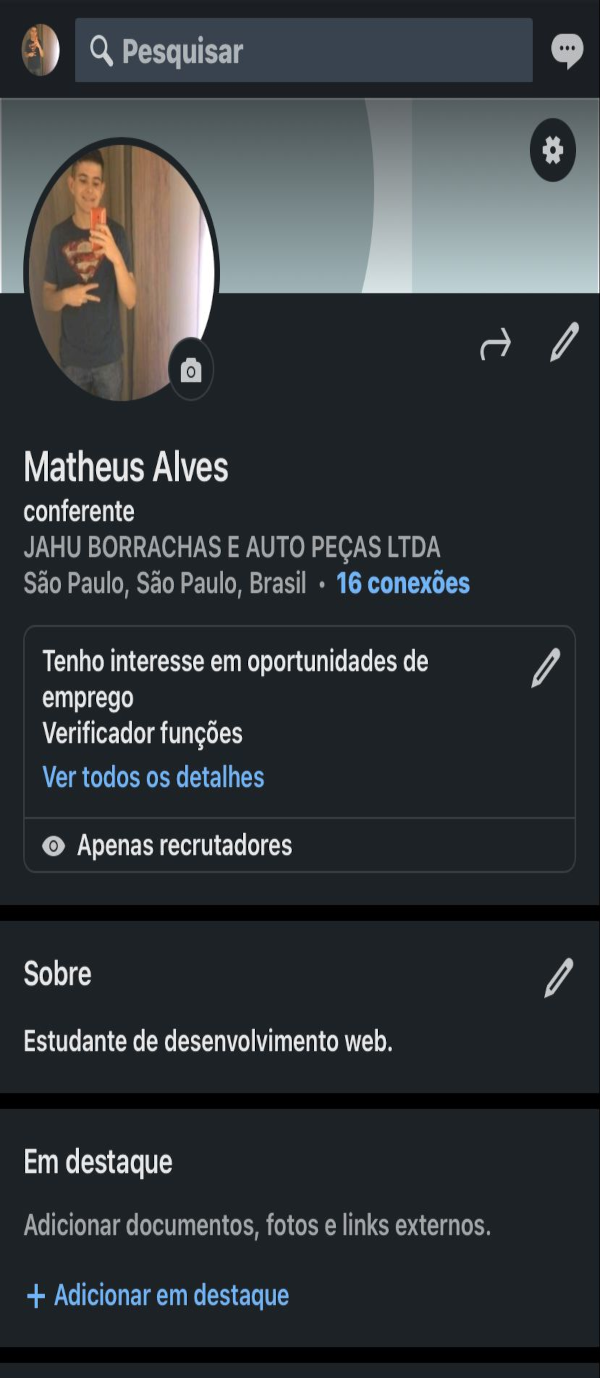 Pesquisar
Matheus Alves
conferente
JAHU BORRACHAS E AUTO PEÇAS LTDA
São Paulo, São Paulo, Brasil • 16 conexões
Tenho interesse em oportunidades de
emprego
Verificador funções
Ver todos os detalhes
Apenas recrutadores
Sobre
Estudante de desenvolvimento web.
Em destaque
Adicionar documentos, fotos e links externos.
+ Adicionar em destaque